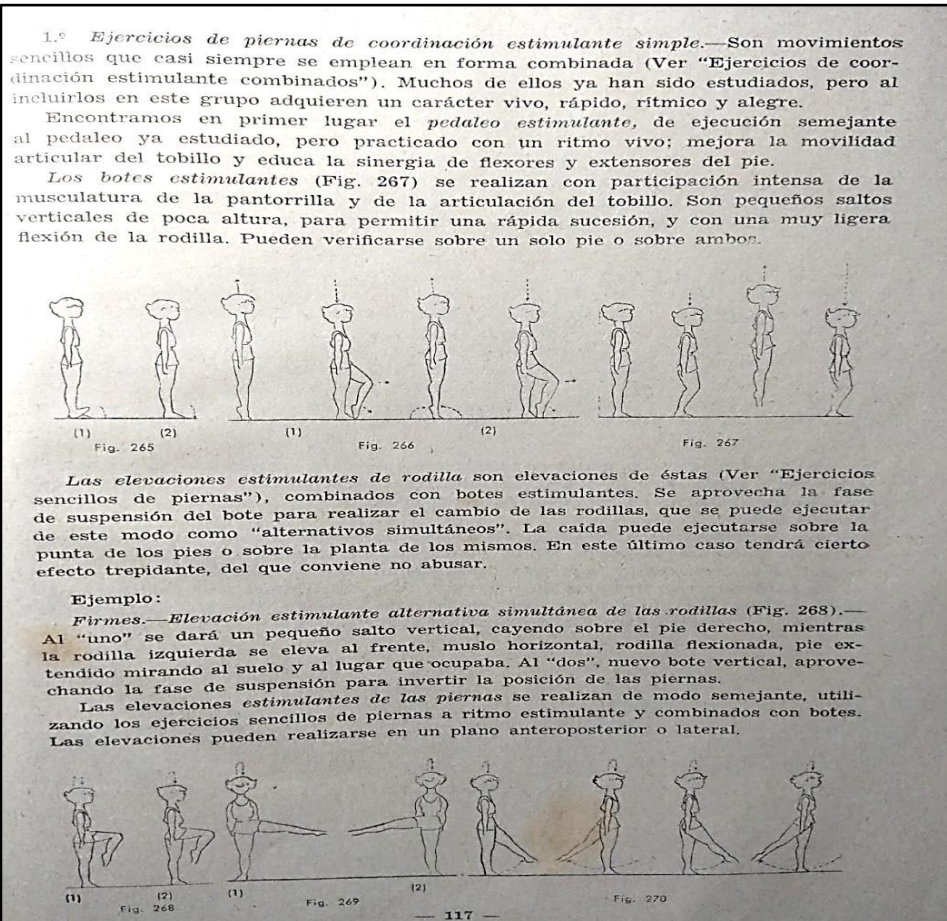 1.º Ejercicios de piernas de coordinación estimulante simple.—Son movimientos
sencillos que casi siempre se emplean en forma combinada (Ver “Ejercicios de coor-
dinación estimulante combinados”). Muchos de ellos ya han sido estudiados, pero al
incluirlos en este grupo adquieren un carácter vivo, rápido, rítmico y alegre.
Encontramos en primer lugar el pedaleo estimulante, de ejecución semejante
al pedaleo ya estudiado, pero practicado con un ritmo vivo; mejora la movilidad
articular del tobillo y educa la sinergia de flexores y extensores del pie.
Los botes estimulantes (Fig. 267) se realizan con participación intensa de la
musculatura de la pantorrilla y de la articulación del tobillo. Son pequeños saltos
verticales de poca altura, para permitir una rápida sucesión, y con una muy ligera
flexión de la rodilla. Pueden verificarse sobre un solo pie o sobre ambos.
(1) (2) (1) (2)
Fig. 265 Fig. 266 Fig. 267
Las elevaciones estimulantes de rodilla son elevaciones de éstas (Ver “Ejercicios
sencillos de piernas”), combinados con botes estimulantes. Se aprovecha la fase
de suspensión del bote para realizar el cambio de las rodillas, que se puede ejecutar
de este modo como “alternativos simultáneos”. La caída puede ejecutarse sobre la
punta de los pies o sobre la planta de los mismos. En este último caso tendrá cierto
efecto trepidante, del que conviene no abusar.
Ejemplo:
Firmes.—Elevación estimulante alternativa simultánea de las rodillas (Fig. 268).—
Al “uno” se dará un pequeño salto vertical, cayendo sobre el pie derecho, mientras
la rodilla izquierda se eleva al frente, muslo horizontal, rodilla flexionada, pie ex-
tendido mirando al suelo y al lugar que ocupaba. Al “dos”, nuevo bote vertical, aprove-
chando la fase de suspensión para invertir la posición de las piernas.
Las elevaciones estimulantes de las piernas se realizan de modo semejante, utili-
zando los ejercicios sencillos de piernas a ritmo estimulante y combinados con botes.
Las elevaciones pueden realizarse en un plano anteroposterior o lateral.
(1) (2) (1) (2)
Fig. 268 Fig. 269 Fig. 270
— 117 —